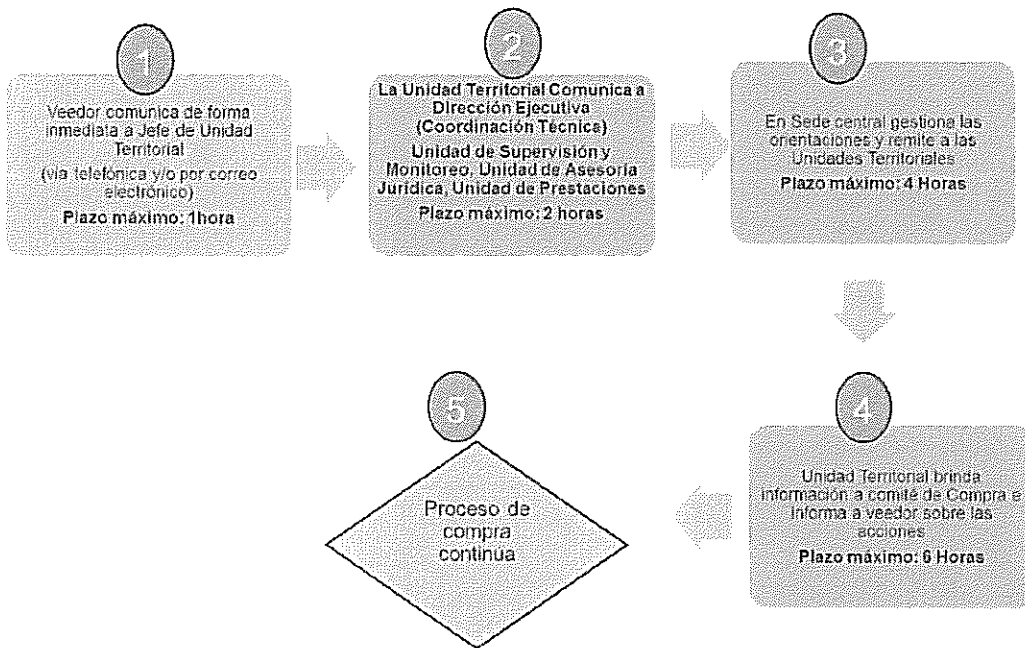 1
Veedor comunica de forma
inmediata a Jefe de Unidad
Territorial
(vía telefónica y/o por correo
electrónico)
Plazo máximo: 1hora
2
La Unidad Territorial Comunica a
Dirección Ejecutiva
(Coordinación Técnica)
Unidad de Supervisión y
Monitoreo, Unidad de Asesoría
Jurídica, Unidad de Prestaciones
Plazo máximo: 2 horas
3
En Sede central gestiona las
orientaciones y remite a las
Unidades Territoriales
Plazo máximo: 4 Horas
4
Unidad Territorial brinda
información a comité de Compra e
informa a veedor sobre las
acciones
Plazo máximo: 6 Horas
5
Proceso de
compra
continua